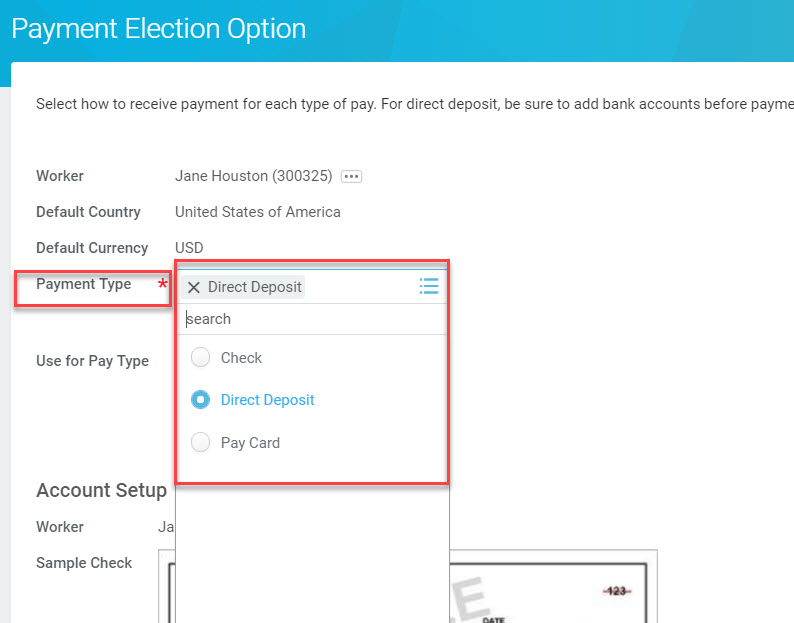 Payment Election Option
Select how to receive payment for each type of pay. For direct deposit, be sure to add bank accounts before payme
Worker Jane Houston (300325)
Default Country United States of America
Default Currency USD
Payment Type * Direct Deposit
search
Check
Use for Pay Type
Direct Deposit
Pay Card
Account Setup
Worker Ja
Sample Check
123
E
DATE